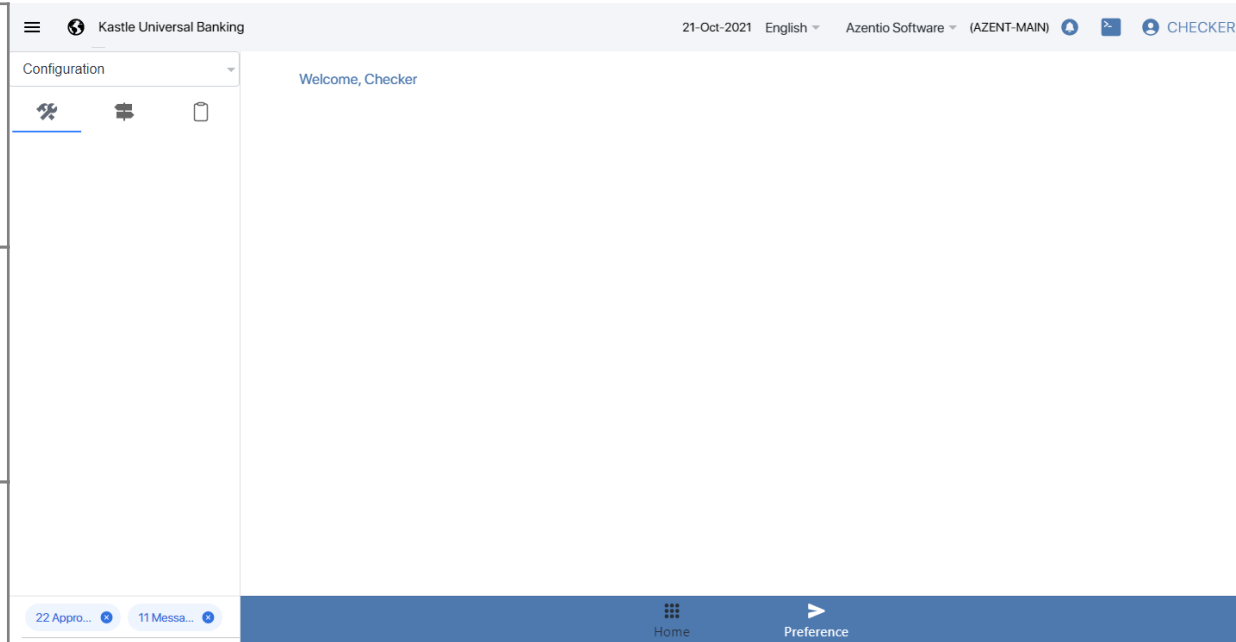 Kastle Universal Banking
21-Oct-2021 English Azentio Software (AZENT-MAIN) CHECKER
Configuration
Welcome, Checker
22 Appro... 11 Messa...
Home Preference